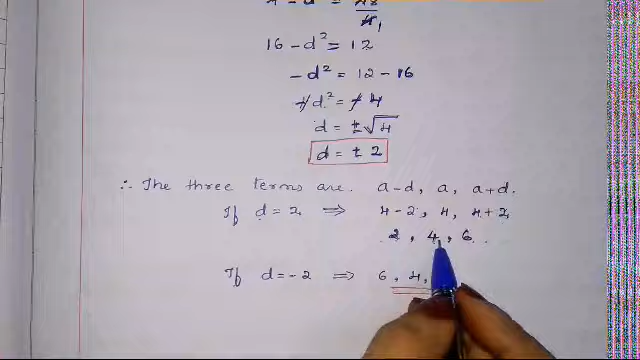 16 - d² = 12
- d² = 12 - 16
+ d² = - 4
d = ± √4
d = ± 2
∴ The three terms are. a-d, a, a+d.
If d = 2 ⇒ 4-2, 4, 4+2
2, 4, 6
If d = -2 ⇒ 6, 4,